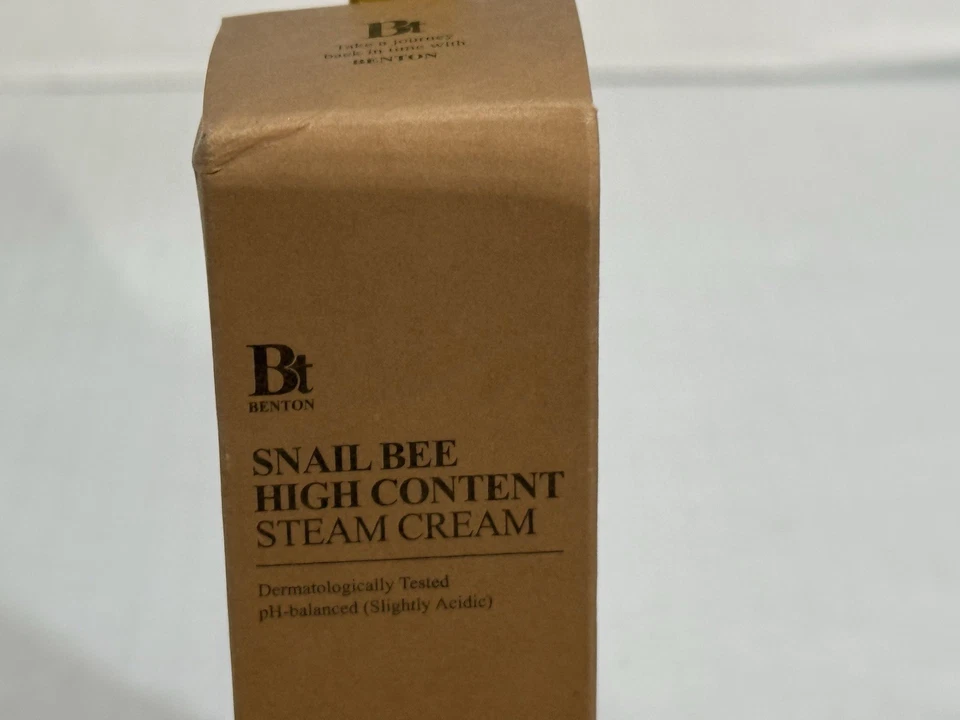 Bt
Take a journey
back in time with
BENTON
Bt
BENTON
SNAIL BEE
HIGH CONTENT
STEAM CREAM
Dermatologically Tested
pH-balanced (Slightly Acidic)